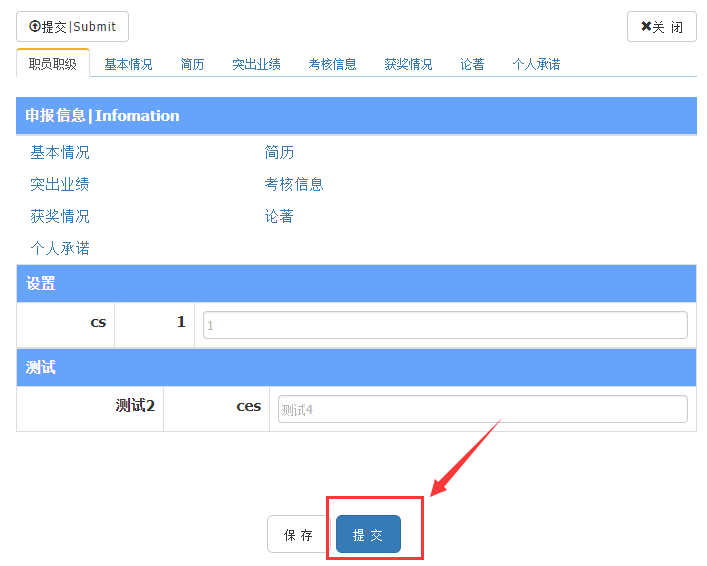 提交|Submit 关 闭
职员职级 基本情况 简历 突出业绩 考核信息 获奖情况 论著 个人承诺
申报信息|Infomation
基本情况 简历
突出业绩 考核信息
获奖情况 论著
个人承诺
设置
cs 1 1
测试
测试2 ces 测试4
保 存 提 交